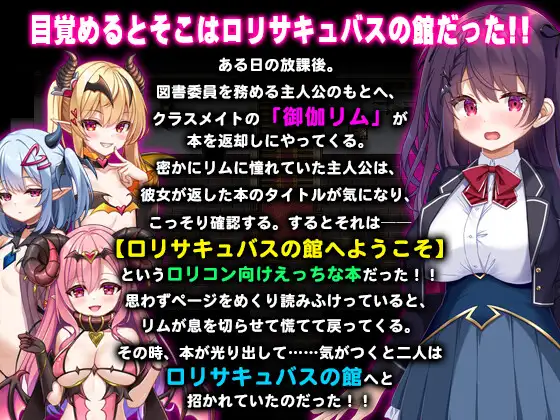 目覚めるとそこはロリサキュバスの館だった!!
ある日の放課後。
図書委員を務める主人公のもとへ、
クラスメイトの「御伽リム」が
本を返却しにやってくる。
密かにリムに憧れていた主人公は、
彼女が返した本のタイトルが気になり、
こっそり確認する。するとそれは――
【ロリサキュバスの館へようこそ】
というロリコン向けえっちな本だった!!
思わずページをめくり読みふけっていると、
リムが息を切らせて慌てて戻ってくる。
その時、本が光り出して……気がつくと二人は
ロリサキュバスの館へと
招かれていたのだった!!